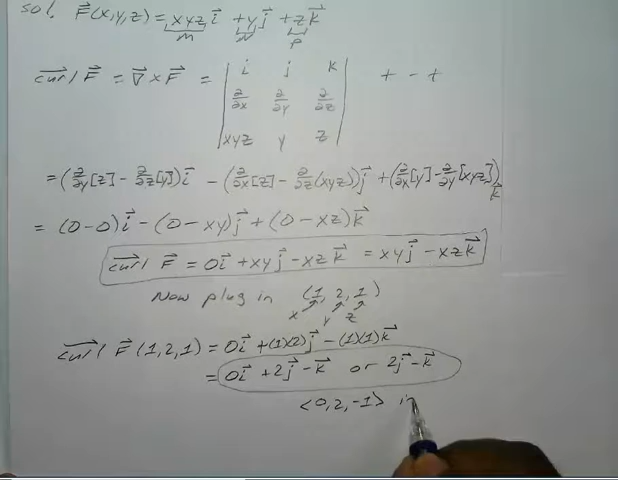 sol. F⃗(x,y,z) = xyz i⃗ + y j⃗ + z k⃗
M N P
curl F⃗ = ∇⃗ × F⃗ = | i j k | + - +
| ∂/∂x ∂/∂y ∂/∂z |
| xyz y z |
= (∂/∂y[z] - ∂/∂z[y]) i⃗ - (∂/∂x[z] - ∂/∂z(xyz)) j⃗ + (∂/∂x[y] - ∂/∂y[xyz]) k⃗
= (0-0) i⃗ - (0-xy) j⃗ + (0-xz) k⃗
curl F⃗ = 0i⃗ + xy j⃗ - xz k⃗ = xy j⃗ - xz k⃗
Now plug in (1, 2, 1)
x y z
curl F⃗ (1,2,1) = 0i⃗ + (1)(2) j⃗ - (1)(1) k⃗
= 0i⃗ + 2j⃗ - k⃗ or 2j⃗ - k⃗
<0, 2, -1> in